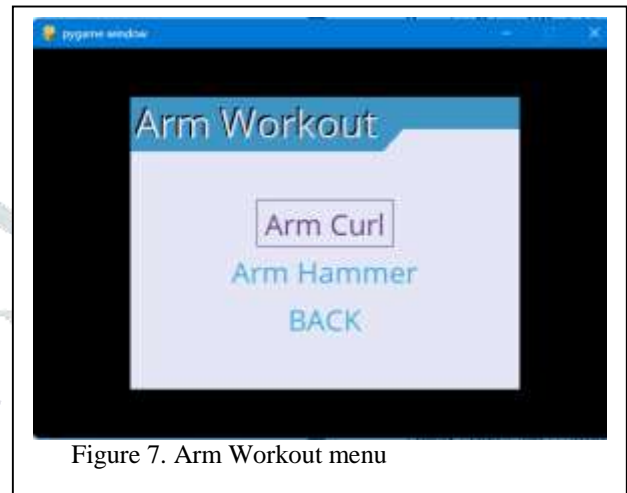 pygame window
Arm Workout
Arm Curl
Arm Hammer
BACK
Figure 7. Arm Workout menu